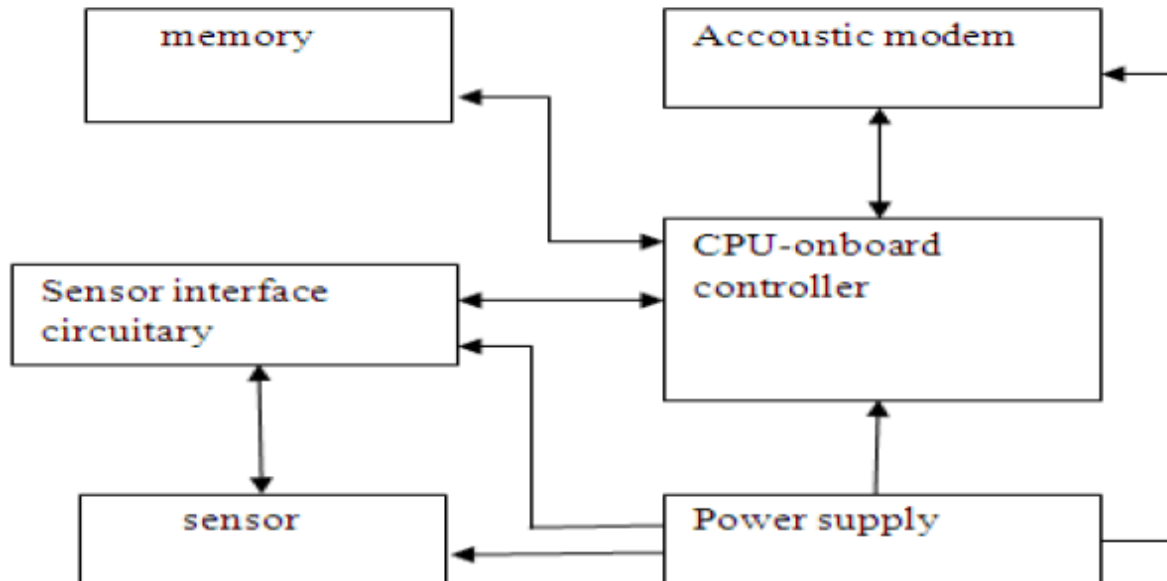 memory
Accoustic modem
CPU-onboard
controller
Sensor interface
circuitary
sensor
Power supply